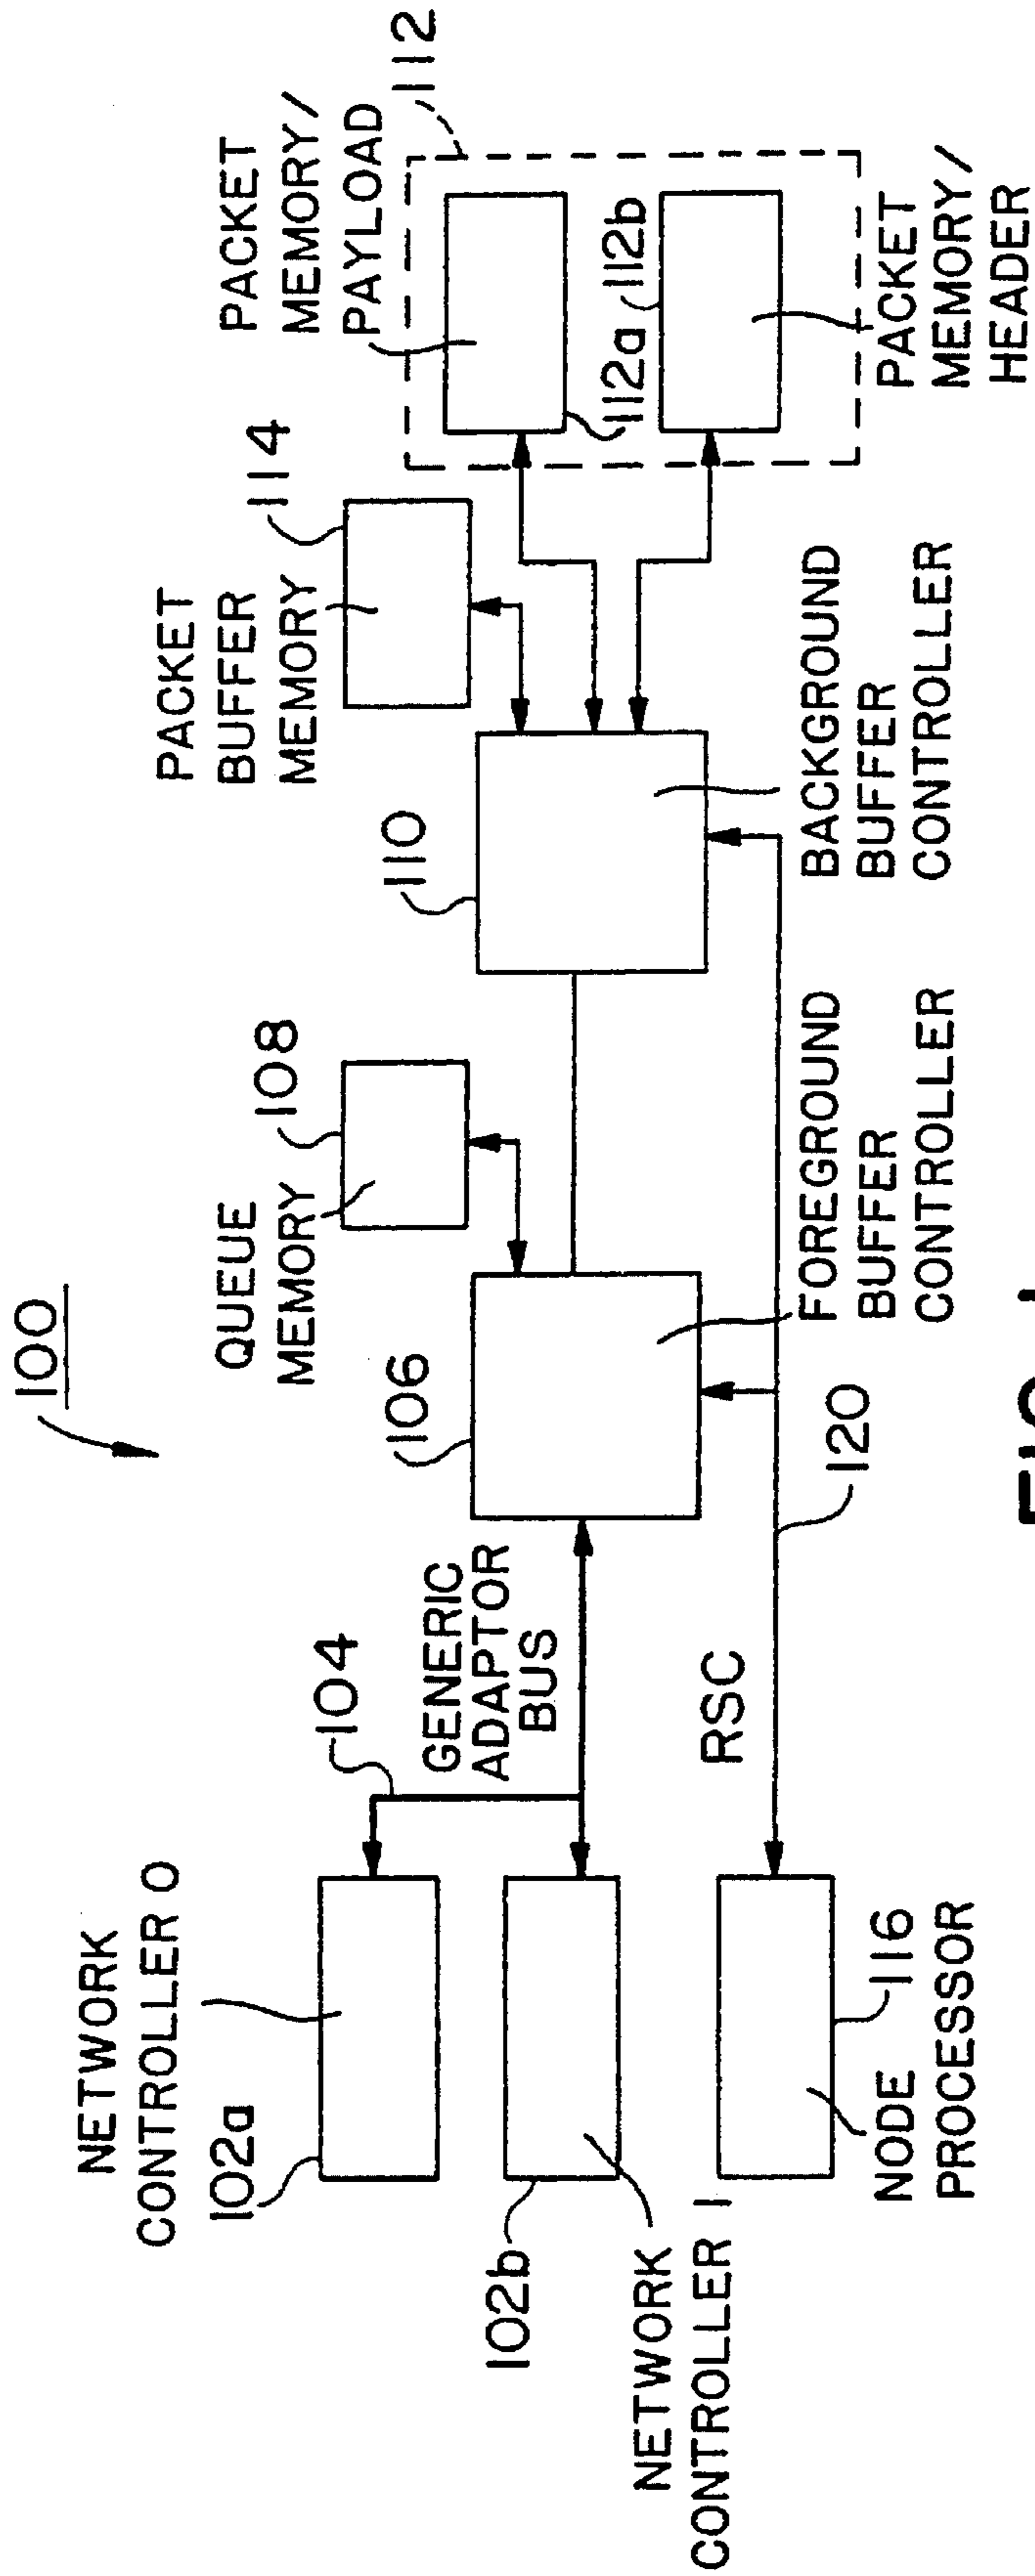 100
NETWORK
CONTROLLER 0
102a
102b
NETWORK
CONTROLLER 1
104
GENERIC
ADAPTOR
BUS
NODE
PROCESSOR
116
RSC
120
106
QUEUE
MEMORY
108
FOREGROUND
BUFFER
CONTROLLER
110
PACKET
BUFFER
MEMORY
114
BACKGROUND
BUFFER
CONTROLLER
PACKET
MEMORY/
PAYLOAD
112
112a
112b
PACKET
MEMORY/
HEADER